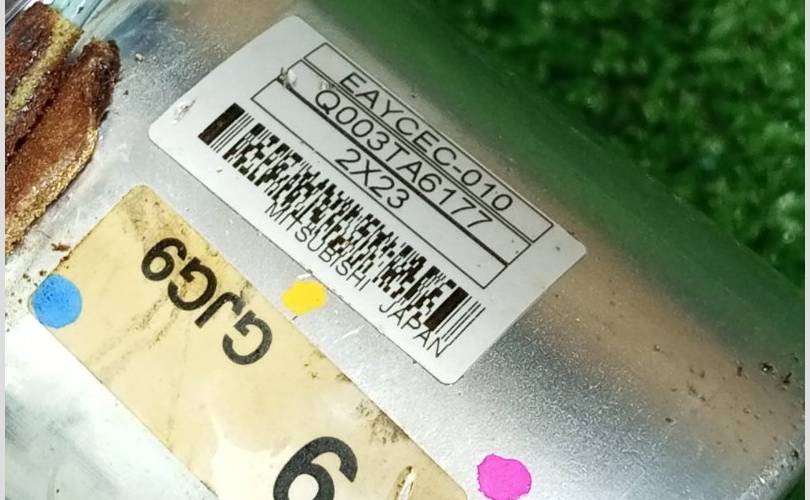 EAYCEC-010
Q003TA6177
2X23
MITSUBISHI JAPAN
GJG9
9